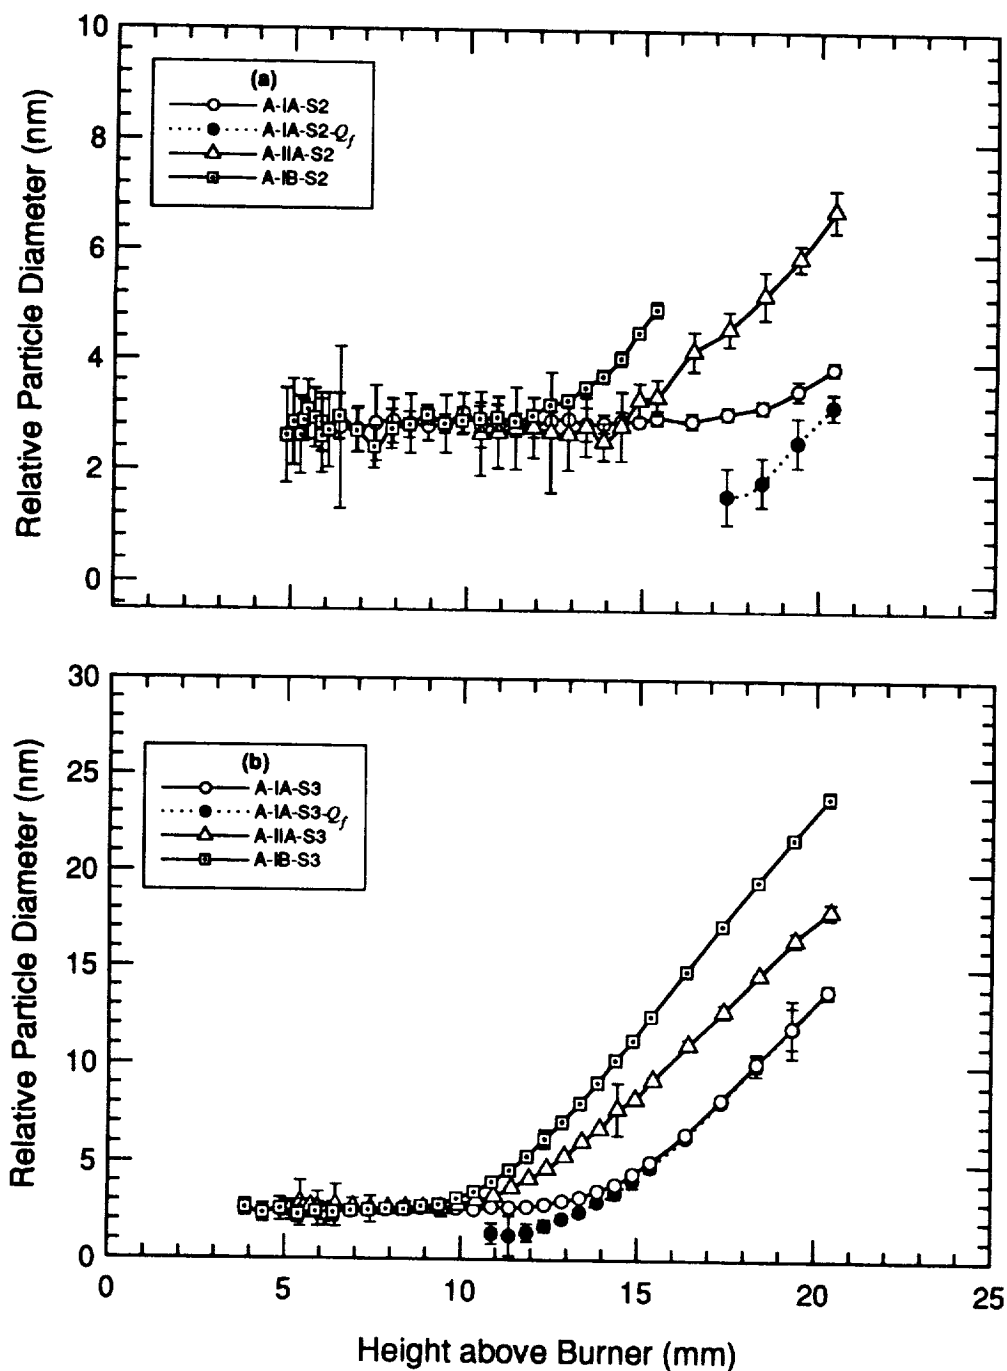 10
8
6
4
2
0
Relative Particle Diameter (nm)
(a)
A-IA-S2
A-IA-S2-Qf
A-IIA-S2
A-IB-S2
30
25
20
15
10
5
0
Relative Particle Diameter (nm)
(b)
A-IA-S3
A-IA-S3-Qf
A-IIA-S3
A-IB-S3
0 5 10 15 20 25
Height above Burner (mm)